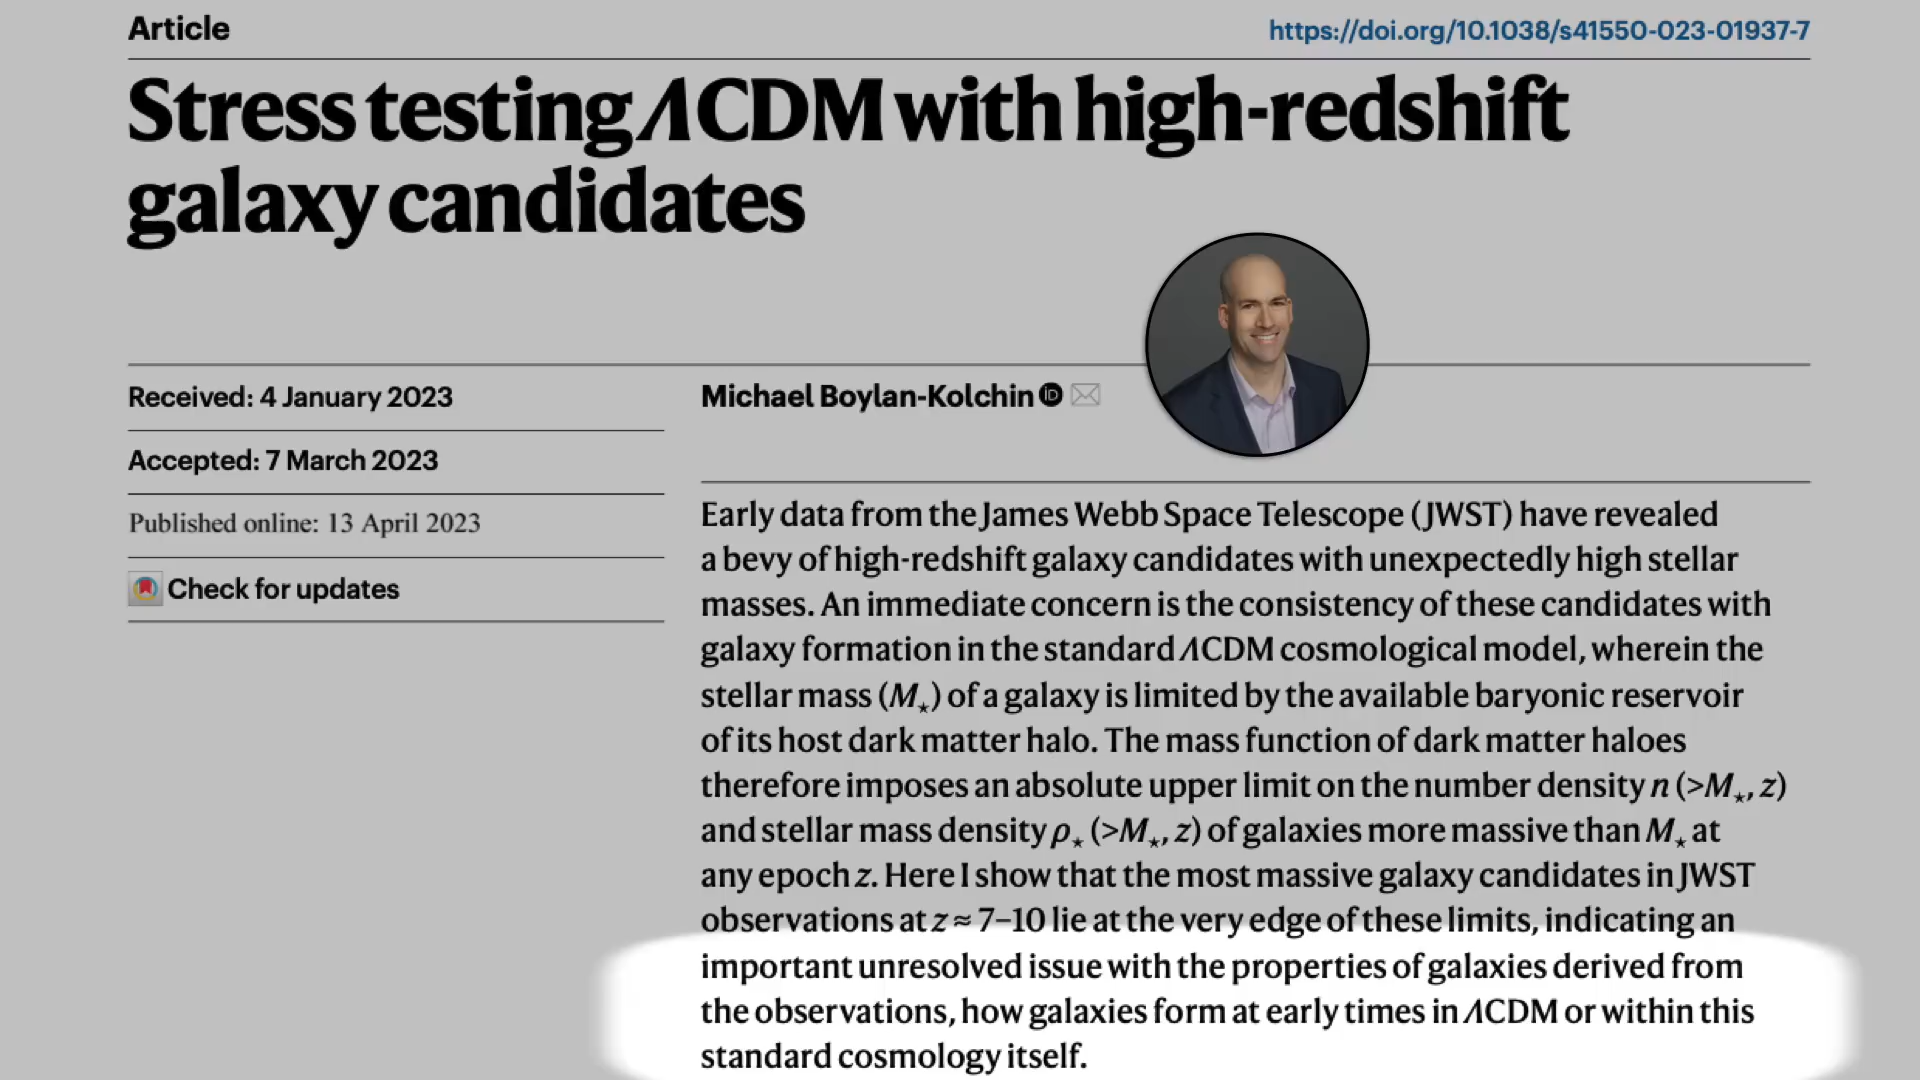 Article
https://doi.org/10.1038/s41550-023-01937-7
Stress testing ΛCDM with high-redshift
galaxy candidates
Received: 4 January 2023
Accepted: 7 March 2023
Published online: 13 April 2023
Check for updates
Michael Boylan-Kolchin iD
Early data from the James Webb Space Telescope (JWST) have revealed
a bevy of high-redshift galaxy candidates with unexpectedly high stellar
masses. An immediate concern is the consistency of these candidates with
galaxy formation in the standard ΛCDM cosmological model, wherein the
stellar mass (M⋆) of a galaxy is limited by the available baryonic reservoir
of its host dark matter halo. The mass function of dark matter haloes
therefore imposes an absolute upper limit on the number density n (>M⋆, z)
and stellar mass density ρ⋆ (>M⋆, z) of galaxies more massive than M⋆ at
any epoch z. Here I show that the most massive galaxy candidates in JWST
observations at z ≈ 7–10 lie at the very edge of these limits, indicating an
important unresolved issue with the properties of galaxies derived from
the observations, how galaxies form at early times in ΛCDM or within this
standard cosmology itself.